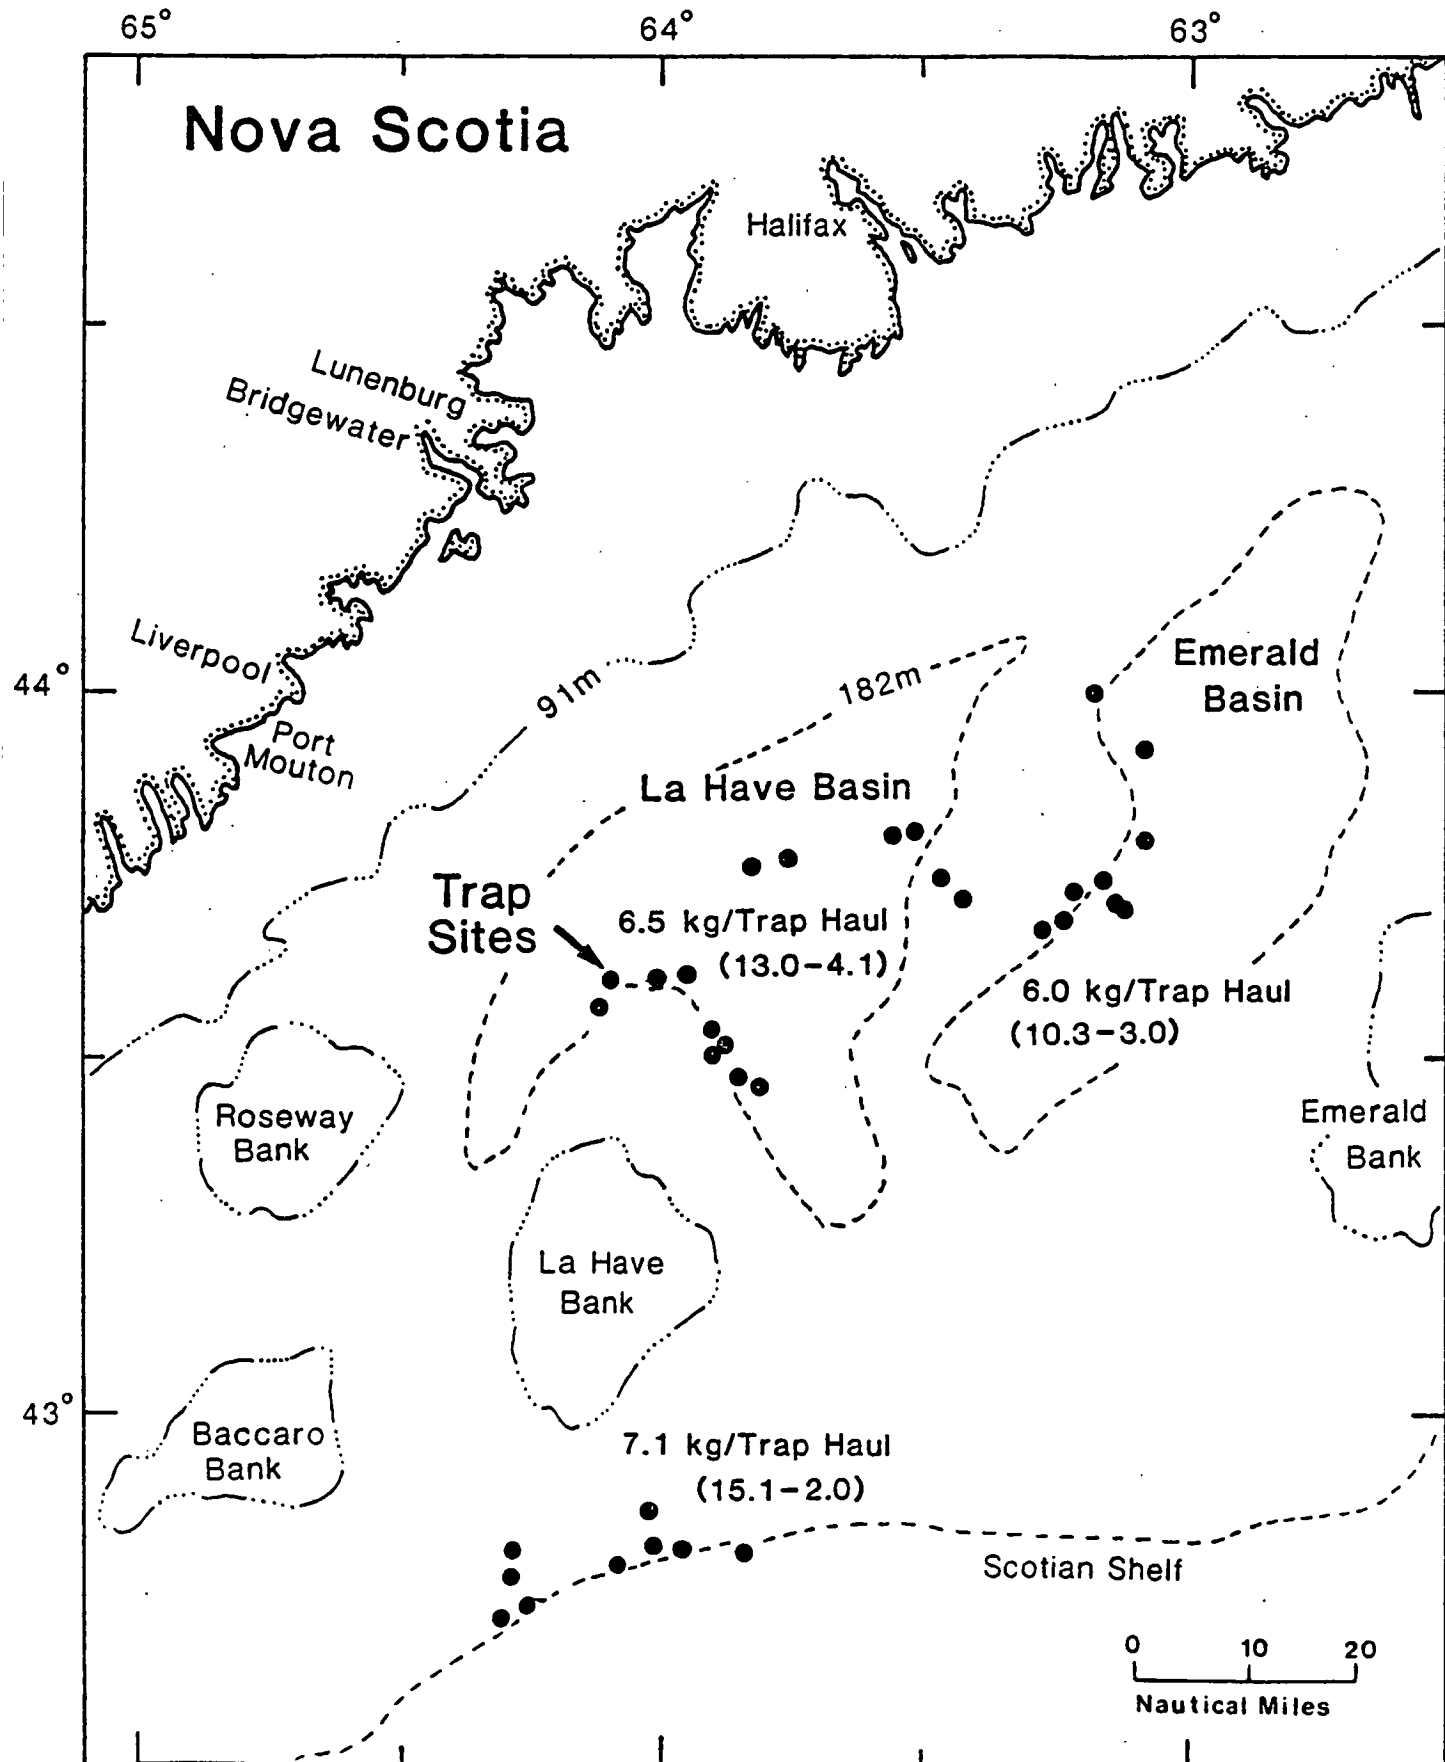 65° 64° 63°
Nova Scotia
Halifax
Lunenburg
Bridgewater
Liverpool
44°
Port
Mouton
91m
182m
Emerald
Basin
La Have Basin
Trap
Sites
6.5 kg/Trap Haul
(13.0–4.1)
6.0 kg/Trap Haul
(10.3–3.0)
Roseway
Bank
Emerald
Bank
La Have
Bank
43°
Baccaro
Bank
7.1 kg/Trap Haul
(15.1–2.0)
Scotian Shelf
0 10 20
Nautical Miles